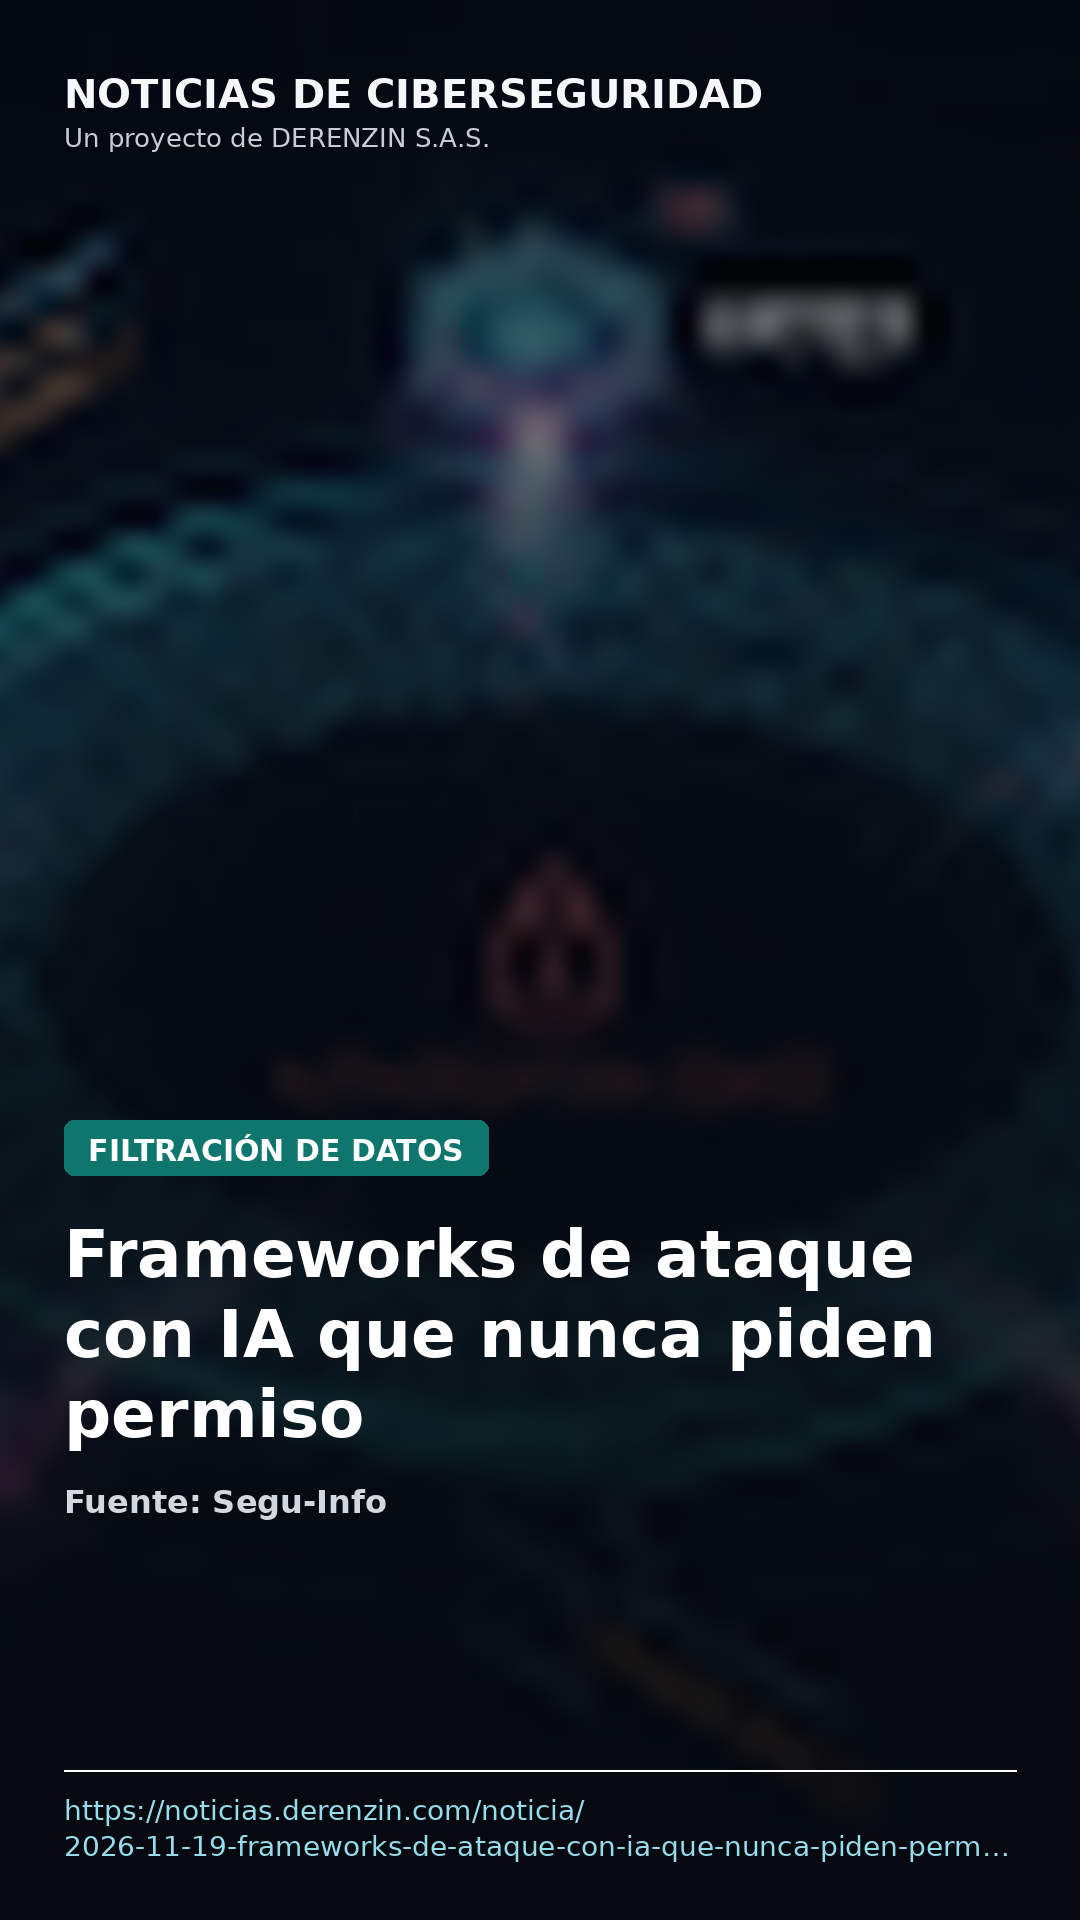 NOTICIAS DE CIBERSEGURIDAD
Un proyecto de DERENZIN S.A.S.
FILTRACIÓN DE DATOS
Frameworks de ataque
con IA que nunca piden
permiso
Fuente: Segu-Info
https://noticias.derenzin.com/noticia/
2026-11-19-frameworks-de-ataque-con-ia-que-nunca-piden-perm...